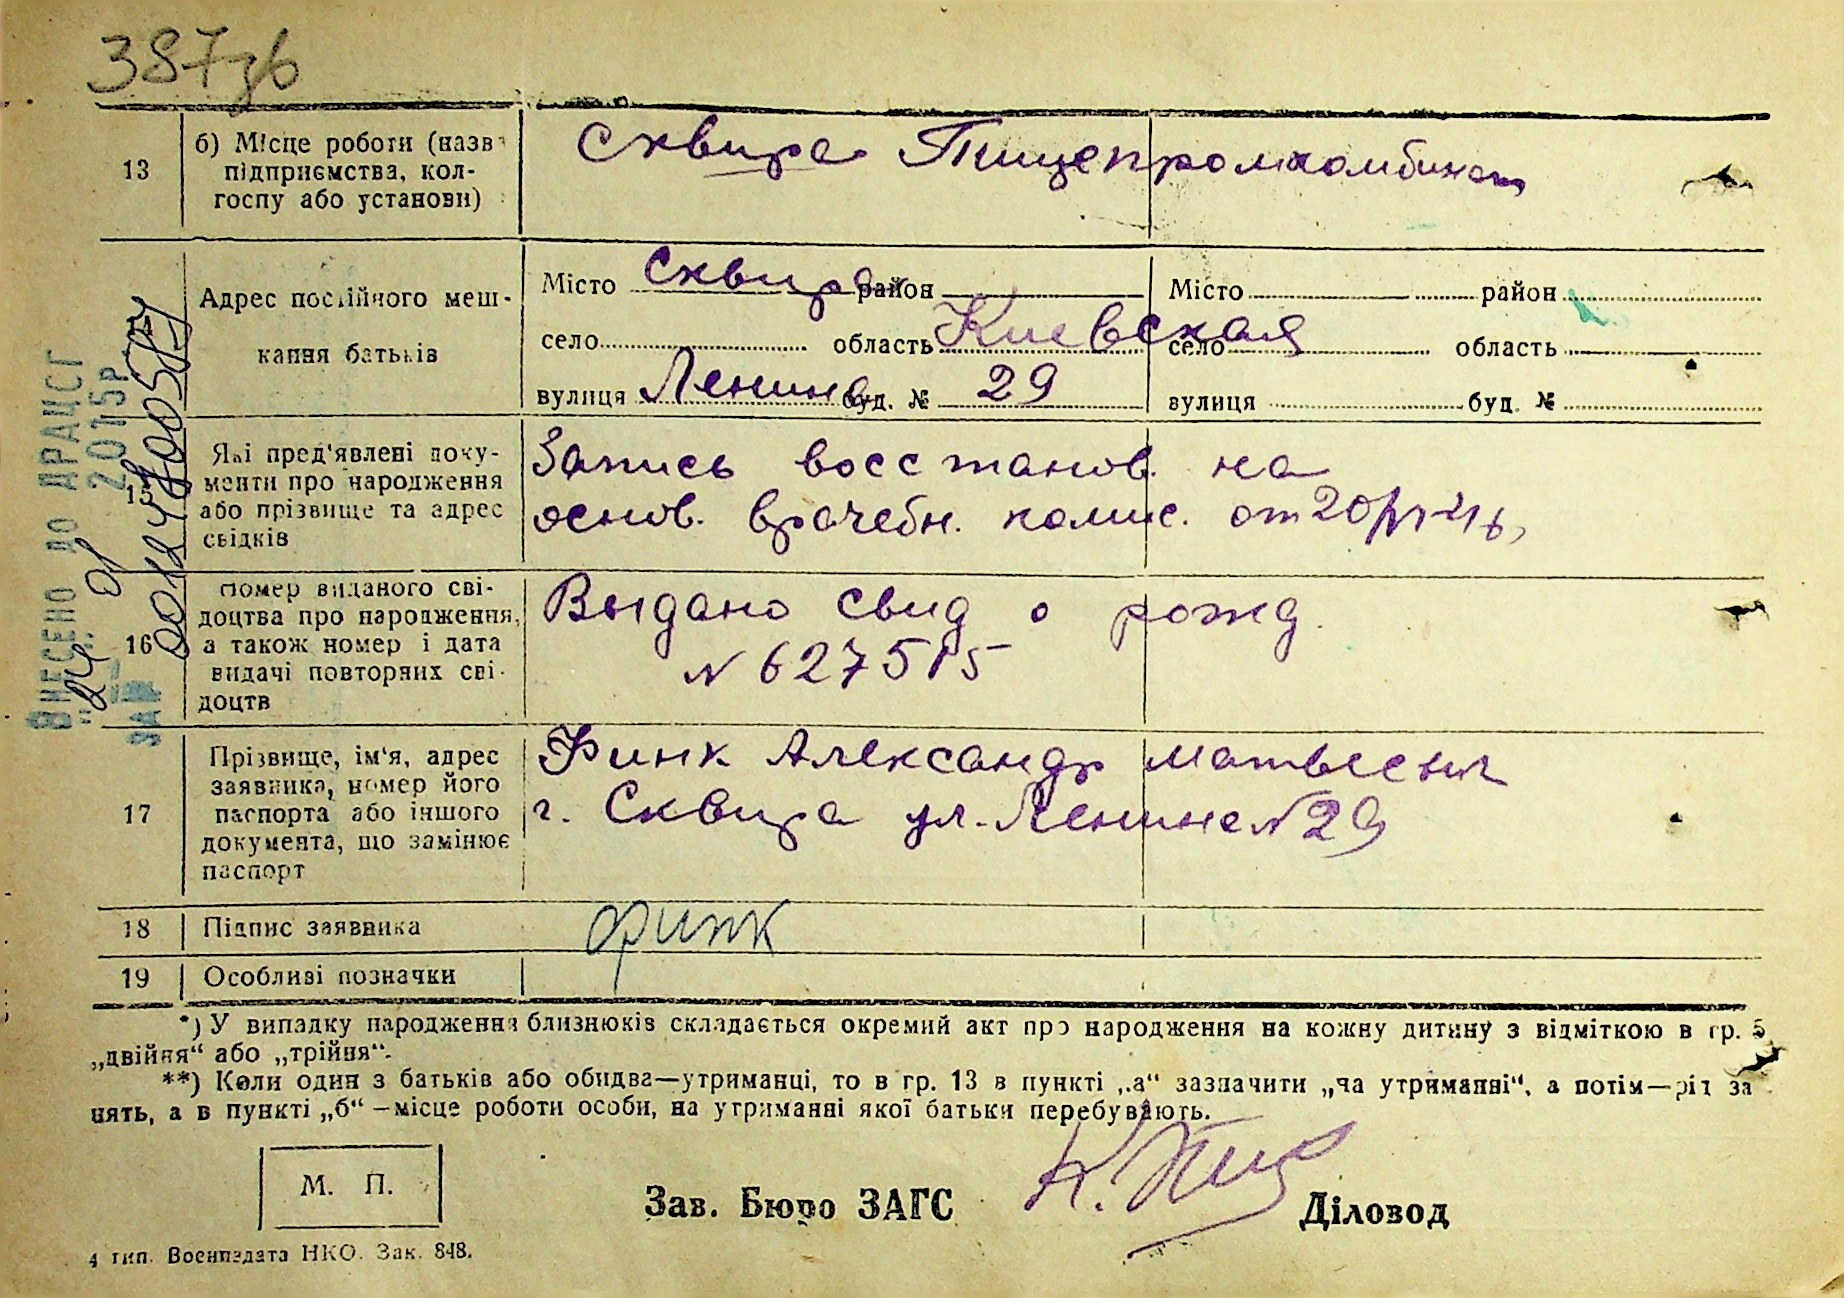 387зв
13
б) Місце роботи (назва
підприємства, кол-
госпу або установи)
Сквира Пищепромкомбинат
Адрес постійного меш-
кання батьків
Місто Сквира район Місто район
село область Киевская село область
вулиця Ленина буд. № 29 вулиця буд. №
15
Які пред'явлені доку-
менти про народження
або прізвище та адрес
свідків
Запись восстанов. на
основ. врачебн. комис. от 20
16
Номер виданого сві-
доцтва про народження,
а також номер і дата
видачі повторних сві-
доцтв
Выдано свид о рожд.
N 627515
17
Прізвище, ім'я, адрес
заявника, номер його
паспорта або іншого
документа, що замінює
паспорт
Финк Александр Матвеевич
г. Сквира ул. Ленина N 29
18 Підпис заявника Финк
19 Особливі позначки
*) У випадку народження близнюків складається окремий акт про народження на кожну дитину з відміткою в гр. 5
„двійня“ або „трійня“.
**) Коли один з батьків або обидва—утриманці, то в гр. 13 в пункті „а“ зазначити „на утриманні“, а потім—рід за
нять, а в пункті „б“ —місце роботи особи, на утриманні якої батьки перебувають.
М. П.
Зав. Бюро ЗАГС Діловод
4 тип. Воениздата НКО. Зак. 848.
Внесено до ДРАЦСГ
"24" 01 2015р.